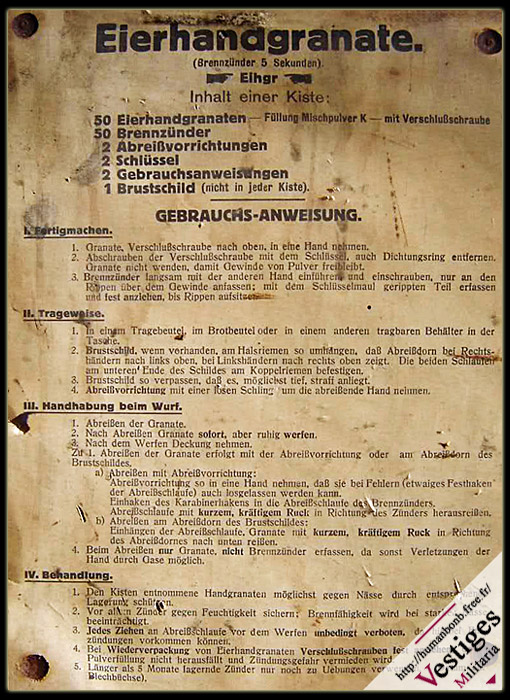 Eierhandgranate.
(Brennzünder 5 Sekunden).
Eihgr
Inhalt einer Kiste:
50 Eierhandgranaten — Füllung Mischpulver K — mit Verschlußschraube
50 Brennzünder
2 Abreißvorrichtungen
2 Schlüssel
2 Gebrauchsanweisungen
1 Brustschild (nicht in jeder Kiste).
GEBRAUCHS-ANWEISUNG.
I. Fertigmachen.
1. Granate, Verschlußschraube nach oben, in eine Hand nehmen.
2. Abschrauben der Verschlußschraube mit dem Schlüssel, auch Dichtungsring entfernen.
Granate nicht wenden, damit Gewinde von Pulver freibleibt.
3. Brennzünder langsam mit der anderen Hand einführen und einschrauben, nur an den
Rippen über dem Gewinde anfassen; mit dem Schlüsselmaul gerippten Teil erfassen
und fest anziehen, bis Rippen aufsitzen
II. Trageweise.
1. In einem Tragebeutel, im Brotbeutel oder in einem anderen tragbaren Behälter in der
Tasche.
2. Brustschild, wenn vorhanden, am Halsriemen so umhängen, daß Abreißdorn bei Rechts-
händern nach links oben, bei Linkshändern nach rechts oben zeigt. Die beiden Schlaufen
am unteren Ende des Schildes am Koppelriemen befestigen.
3. Brustschild so verpassen, daß es, möglichst tief, straff anliegt.
4. Abreißvorrichtung mit einer losen Schling um die abreißende Hand nehmen.
III. Handhabung beim Wurf.
1. Abreißen der Granate.
2. Nach Abreißen Granate sofort, aber ruhig werfen.
3. Nach dem Werfen Deckung nehmen.
Zu 1. Abreißen der Granate erfolgt mit der Abreißvorrichtung oder am Abreißdorn des
Brustschildes.
a) Abreißen mit Abreißvorrichtung:
Abreißvorrichtung so in eine Hand nehmen, daß sie bei Fehlern (etwaiges Festhaken
der Abreißschlaufe) auch losgelassen werden kann.
Einhaken des Karabinerhakens in die Abreißschlaufe des Brennzünders.
Abreißschlaufe mit kurzem, kräftigem Ruck in Richtung des Zünders herausreißen.
b) Abreißen am Abreißdorn des Brustschildes:
Einhängen der Abreißschlaufe, Granate mit kurzem, kräftigem Ruck in Richtung
des Abreißdornes nach unten reißen.
4. Beim Abreißen nur Granate, nicht Brennzünder erfassen, da sonst Verletzungen der
Hand durch Gase möglich.
IV. Behandlung.
1. Den Kisten entnommene Handgranaten möglichst gegen Nässe durch
Lagerung schützen.
2. Vor allem Zünder gegen Feuchtigkeit sichern; Brennfähigkeit wird bei
beeinträchtigt.
3. Jedes Ziehen an Abreißschlaufe vor dem Werfen unbedingt verboten,
zündungen vorkommen können.
4. Bei Wiederverpackung von Eierhandgranaten Verschlußschrauben fest
Pulverfüllung nicht herausfällt und Zündungsgefahr vermieden wird
5. Länger als 5 Monate lagernde Zünder nur noch zu Uebungen
Blechbüchse).
http://humanbonb.free.fr/
Vestiges
Militaria